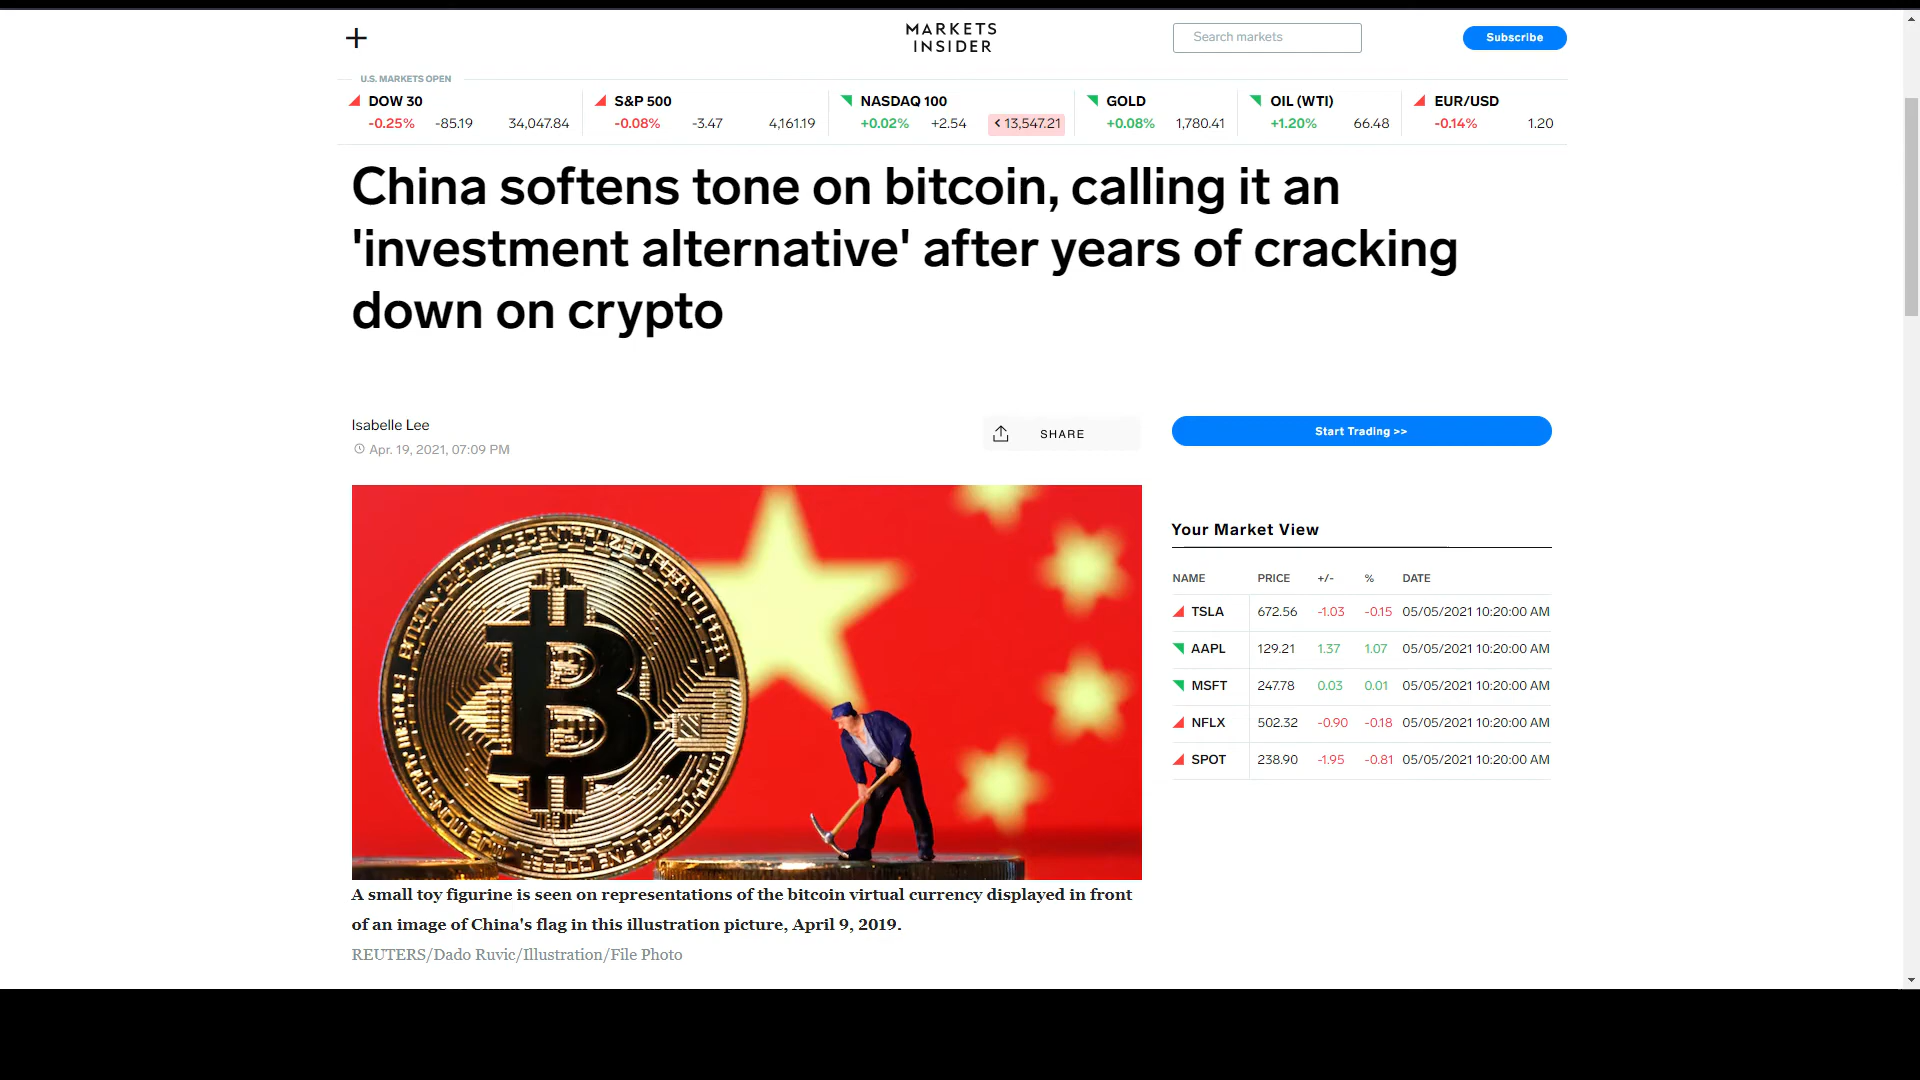 MARKETS
INSIDER
Search markets
Subscribe
U.S. MARKETS OPEN
DOW 30
-0.25% -85.19 34,047.84
S&P 500
-0.08% -3.47 4,161.19
NASDAQ 100
+0.02% +2.54 13,547.21
GOLD
+0.08% 1,780.41
OIL (WTI)
+1.20% 66.48
EUR/USD
-0.14% 1.20
China softens tone on bitcoin, calling it an
'investment alternative' after years of cracking
down on crypto
Isabelle Lee
Apr. 19, 2021, 07:09 PM
SHARE
Start Trading >>
Your Market View
NAME PRICE +/- % DATE
TSLA 672.56 -1.03 -0.15 05/05/2021 10:20:00 AM
AAPL 129.21 1.37 1.07 05/05/2021 10:20:00 AM
MSFT 247.78 0.03 0.01 05/05/2021 10:20:00 AM
NFLX 502.32 -0.90 -0.18 05/05/2021 10:20:00 AM
SPOT 238.90 -1.95 -0.81 05/05/2021 10:20:00 AM
A small toy figurine is seen on representations of the bitcoin virtual currency displayed in front
of an image of China's flag in this illustration picture, April 9, 2019.
REUTERS/Dado Ruvic/Illustration/File Photo